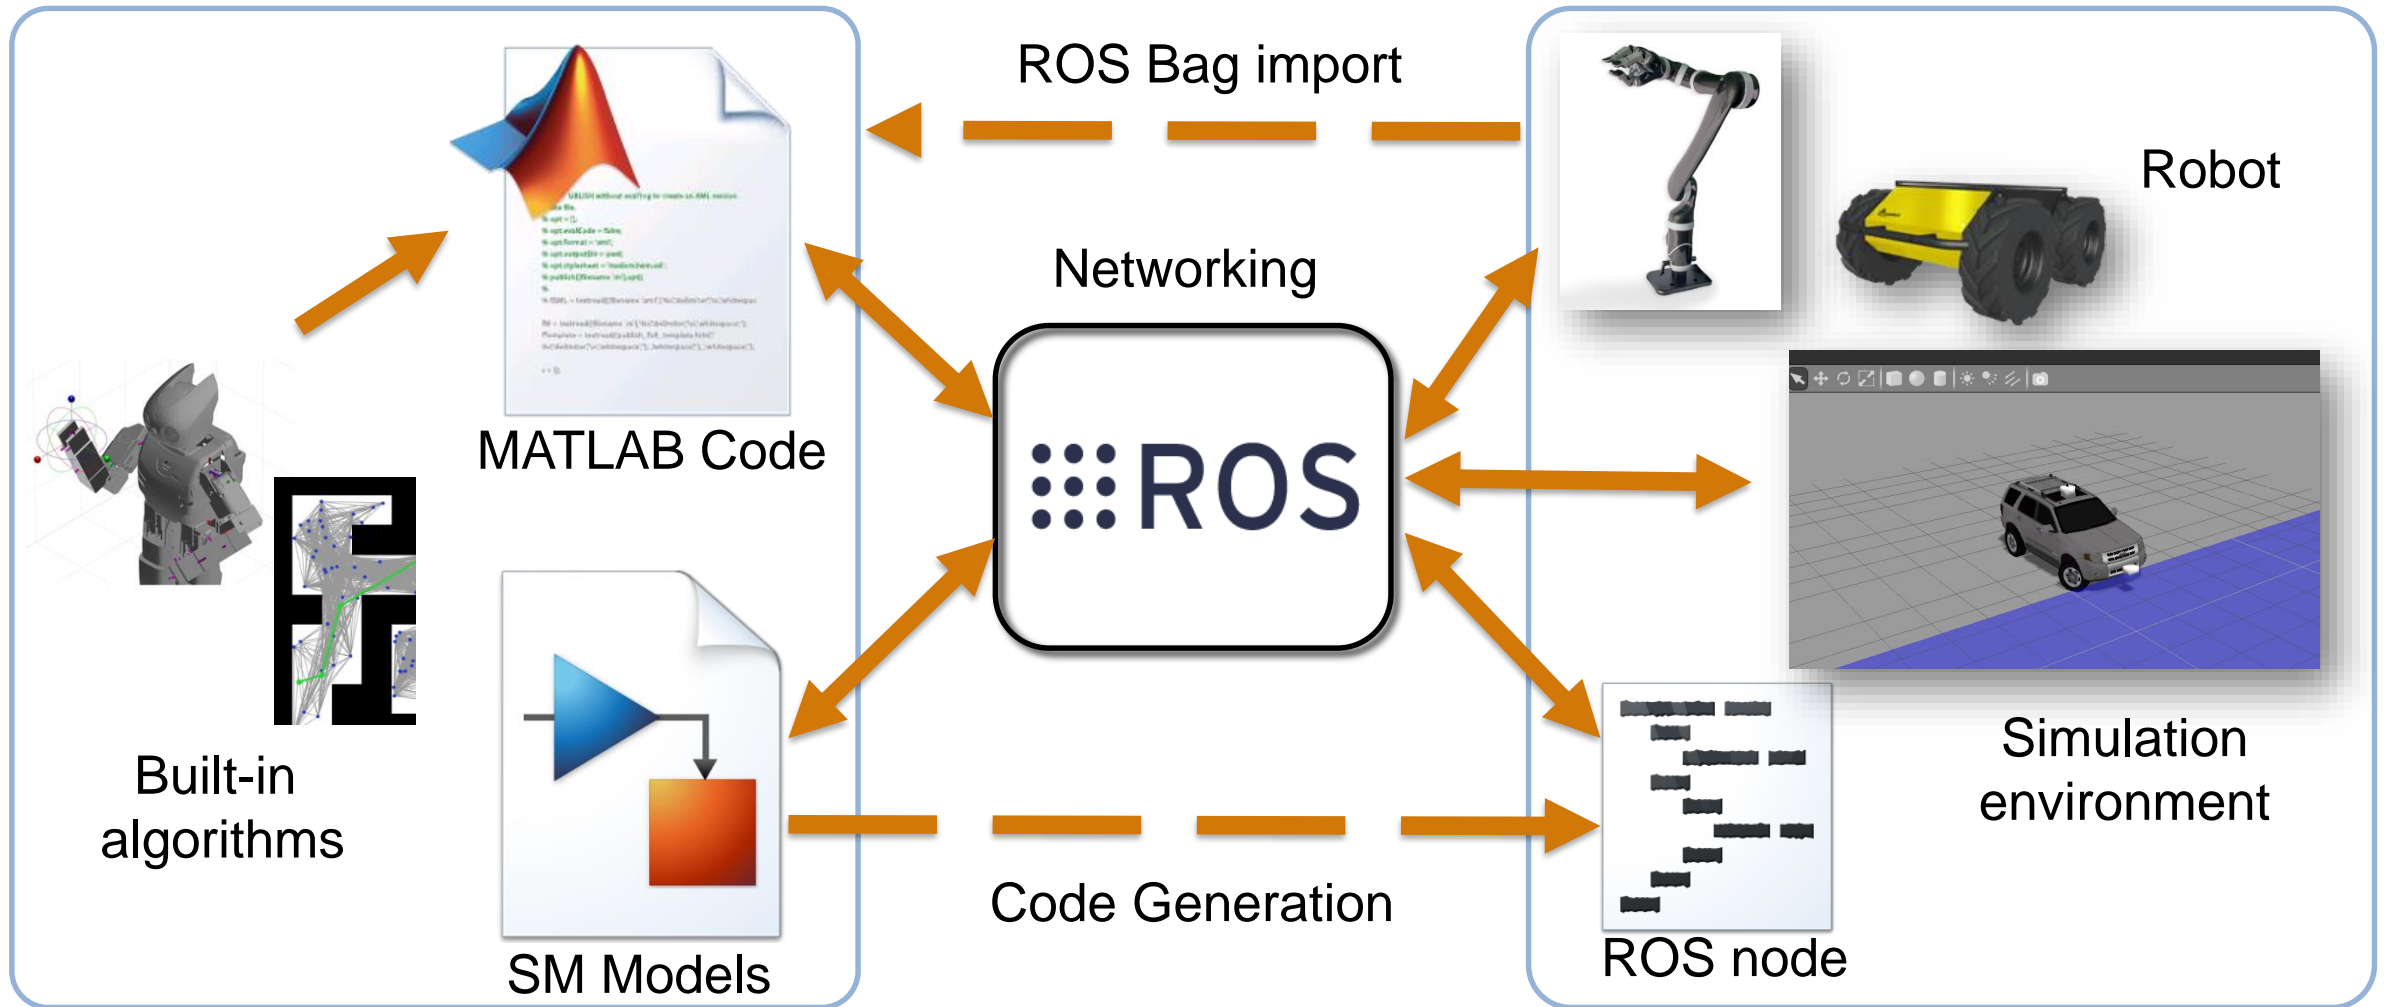 ROS Bag import
Robot
Networking
ROS
MATLAB Code
Built-in
algorithms
Simulation
environment
Code Generation
SM Models
ROS node